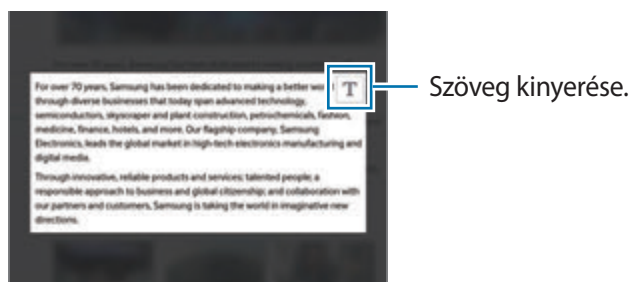 For over 70 years, Samsung has been dedicated to making a better
through diverse businesses that today span advanced technology,
semiconductors, skyscraper and plant construction, petrochemicals, fashion,
medicine, finance, hotels, and more. Our flagship company, Samsung
Electronics, leads the global market in high-tech electronics manufacturing and
digital media.
Through innovative, reliable products and services; talented people; a
responsible approach to business and global citizenship; and collaboration with
our partners and customers, Samsung is taking the world in imaginative new
directions.
T
Szöveg kinyerése.